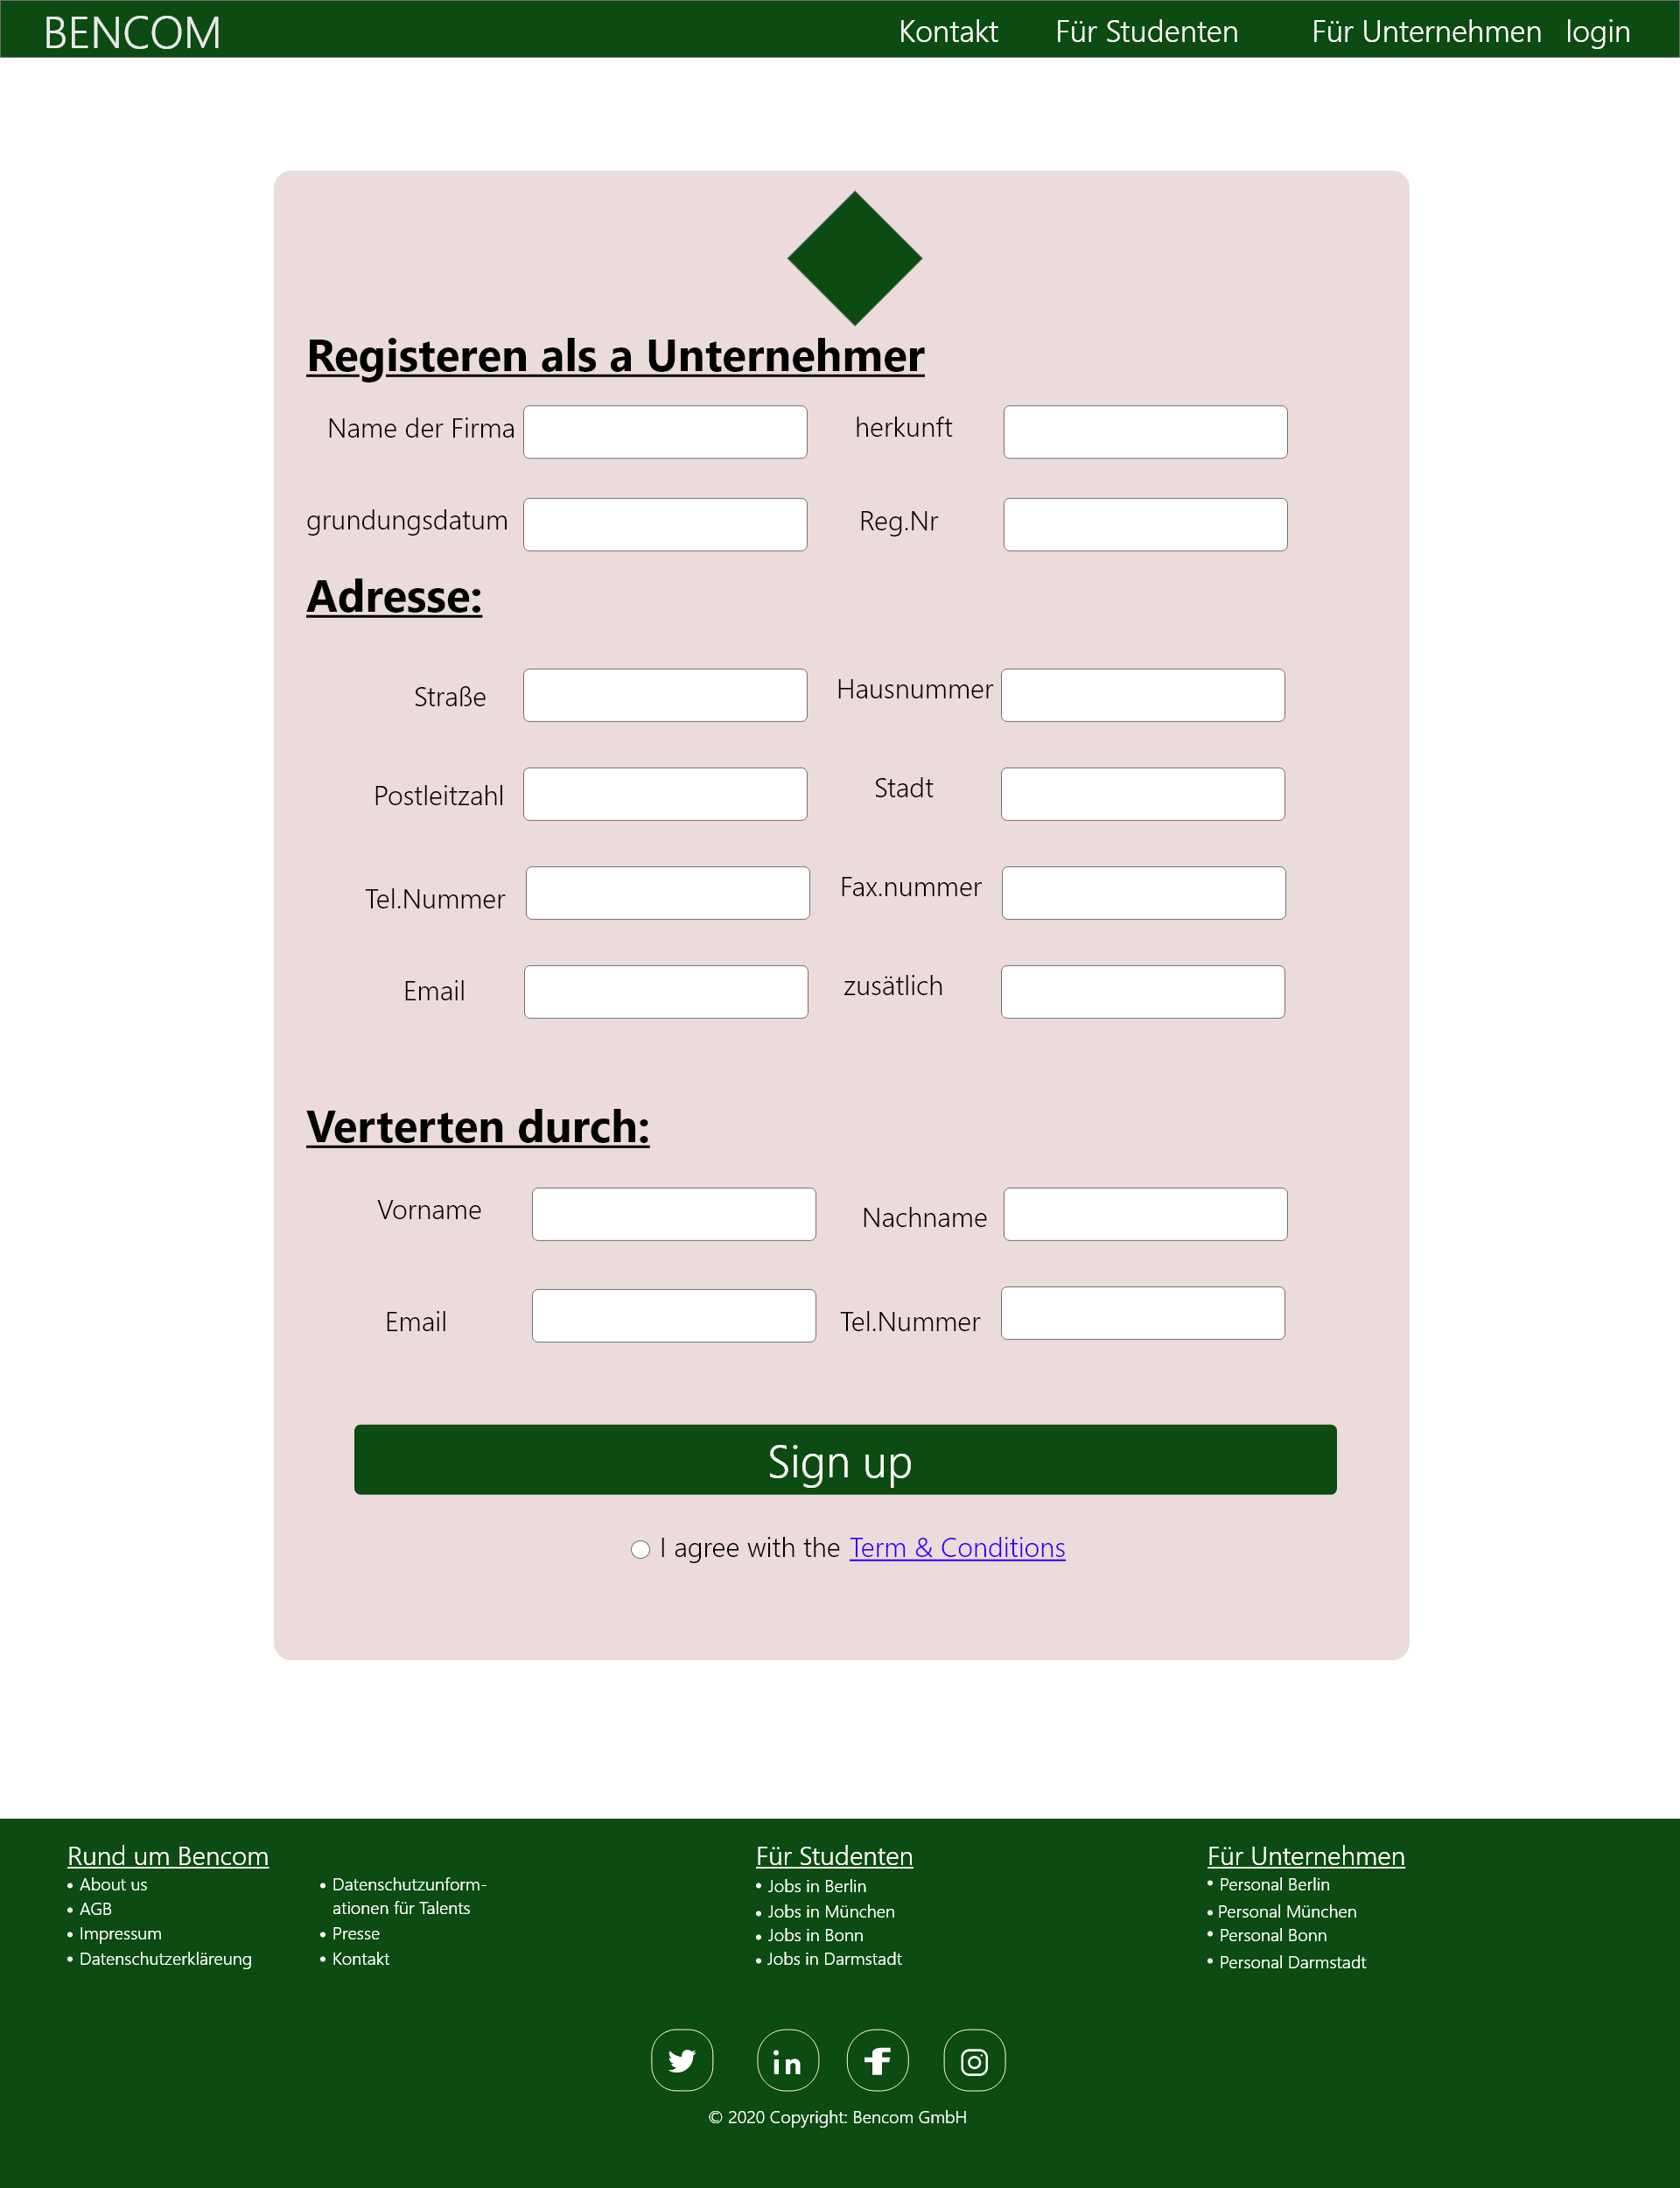 BENCOM
Kontakt
Für Studenten
Für Unternehmen
login
Registeren als a Unternehmer
Name der Firma
herkunft
grundungsdatum
Reg.Nr
Adresse:
Straße
Hausnummer
Postleitzahl
Stadt
Tel.Nummer
Fax.nummer
Email
zusätlich
Verterten durch:
Vorname
Nachname
Email
Tel.Nummer
Sign up
I agree with the Term & Conditions
Rund um Bencom
• About us
• AGB
• Impressum
• Datenschutzerkläreung
• Datenschutzunform-
ationen für Talents
• Presse
• Kontakt
Für Studenten
• Jobs in Berlin
• Jobs in München
• Jobs in Bonn
• Jobs in Darmstadt
Für Unternehmen
• Personal Berlin
• Personal München
• Personal Bonn
• Personal Darmstadt
in
f
© 2020 Copyright: Bencom GmbH